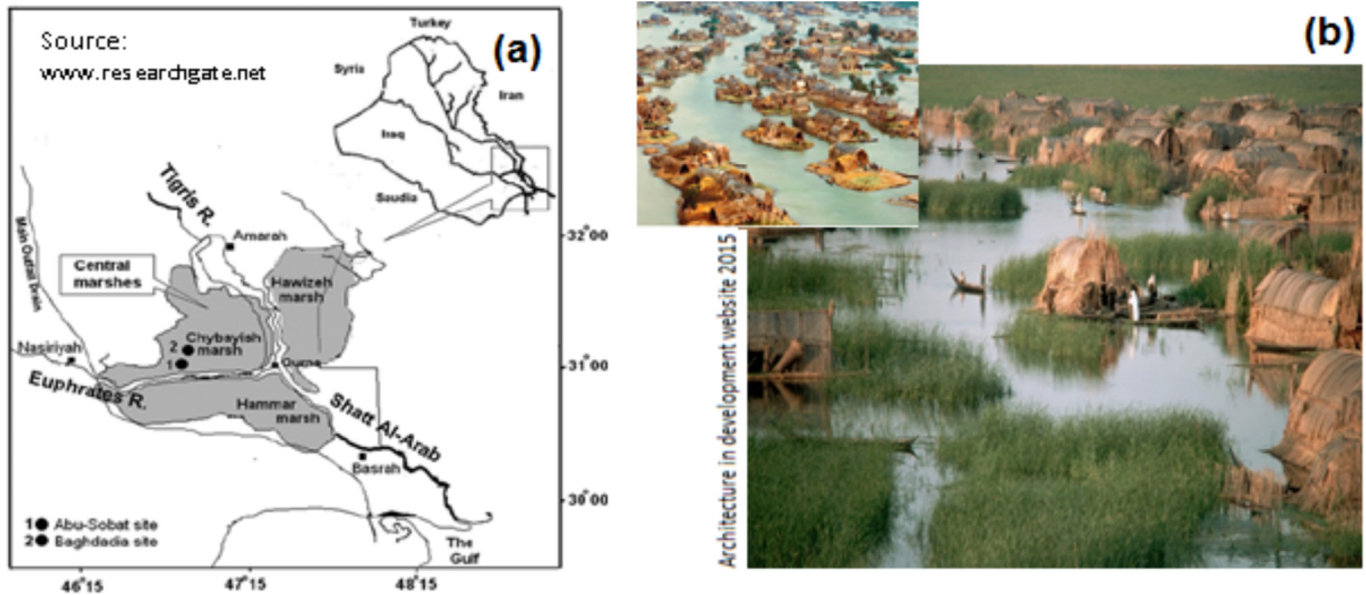 Source:
www.researchgate.net
(a)
Turkey
Syria
Iran
Iraq
Saudia
Tigris R.
Amarah
Main Outfall Drain
Central
marshes
Hawizeh
marsh
32°00
Chybayish
marsh
2
1
Nasiriyah
Qurna
31°00
Euphrates R.
Hammar
marsh
Shatt Al-Arab
Basrah
30°00
1 Abu-Sobat site
2 Baghdadia site
The
Gulf
46°15
47°15
48°15
(b)
Architecture in development website 2015